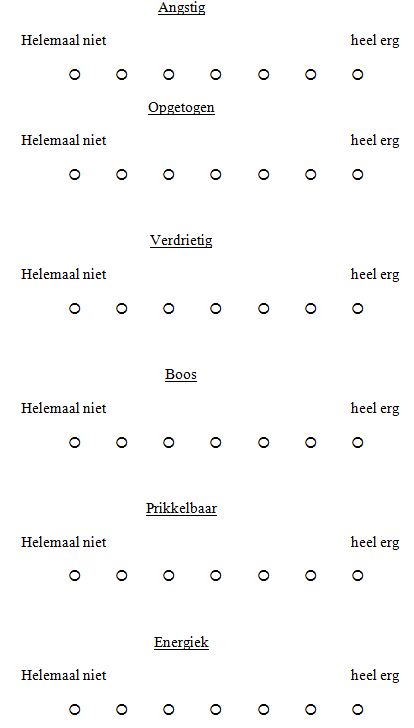 Angstig
Helemaal niet heel erg
Opgetogen
Helemaal niet heel erg
Verdrietig
Helemaal niet heel erg
Boos
Helemaal niet heel erg
Prikkelbaar
Helemaal niet heel erg
Energiek
Helemaal niet heel erg